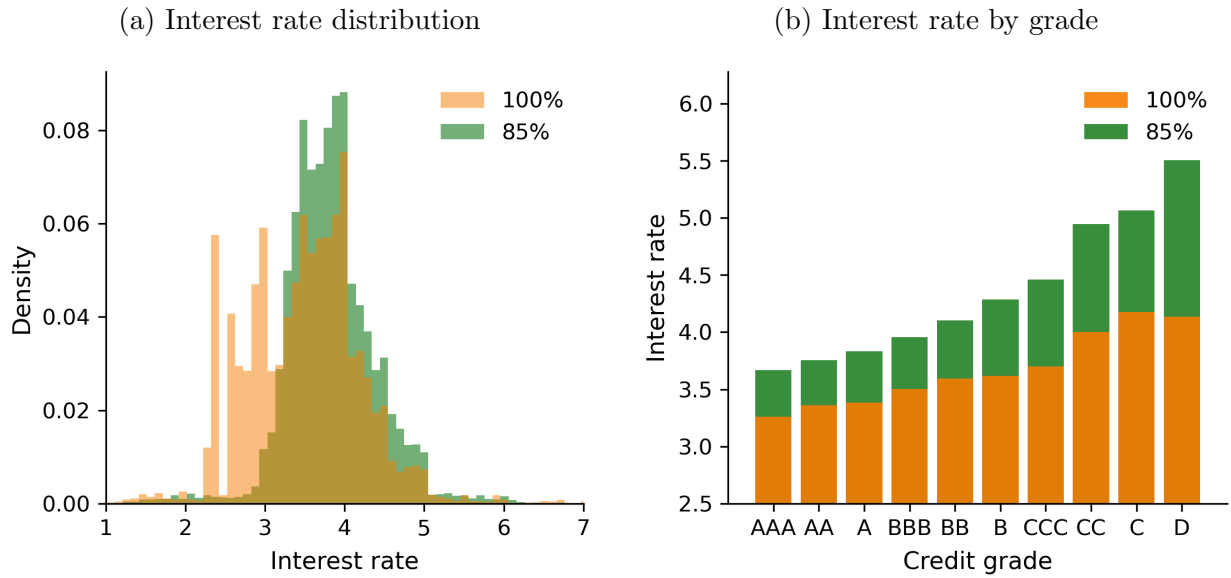 (a) Interest rate distribution
100%
85%
Density
0.08
0.06
0.04
0.02
0.00
1 2 3 4 5 6 7
Interest rate
(b) Interest rate by grade
100%
85%
Interest rate
6.0
5.5
5.0
4.5
4.0
3.5
3.0
2.5
AAA AA A BBB BB B CCC CC C D
Credit grade